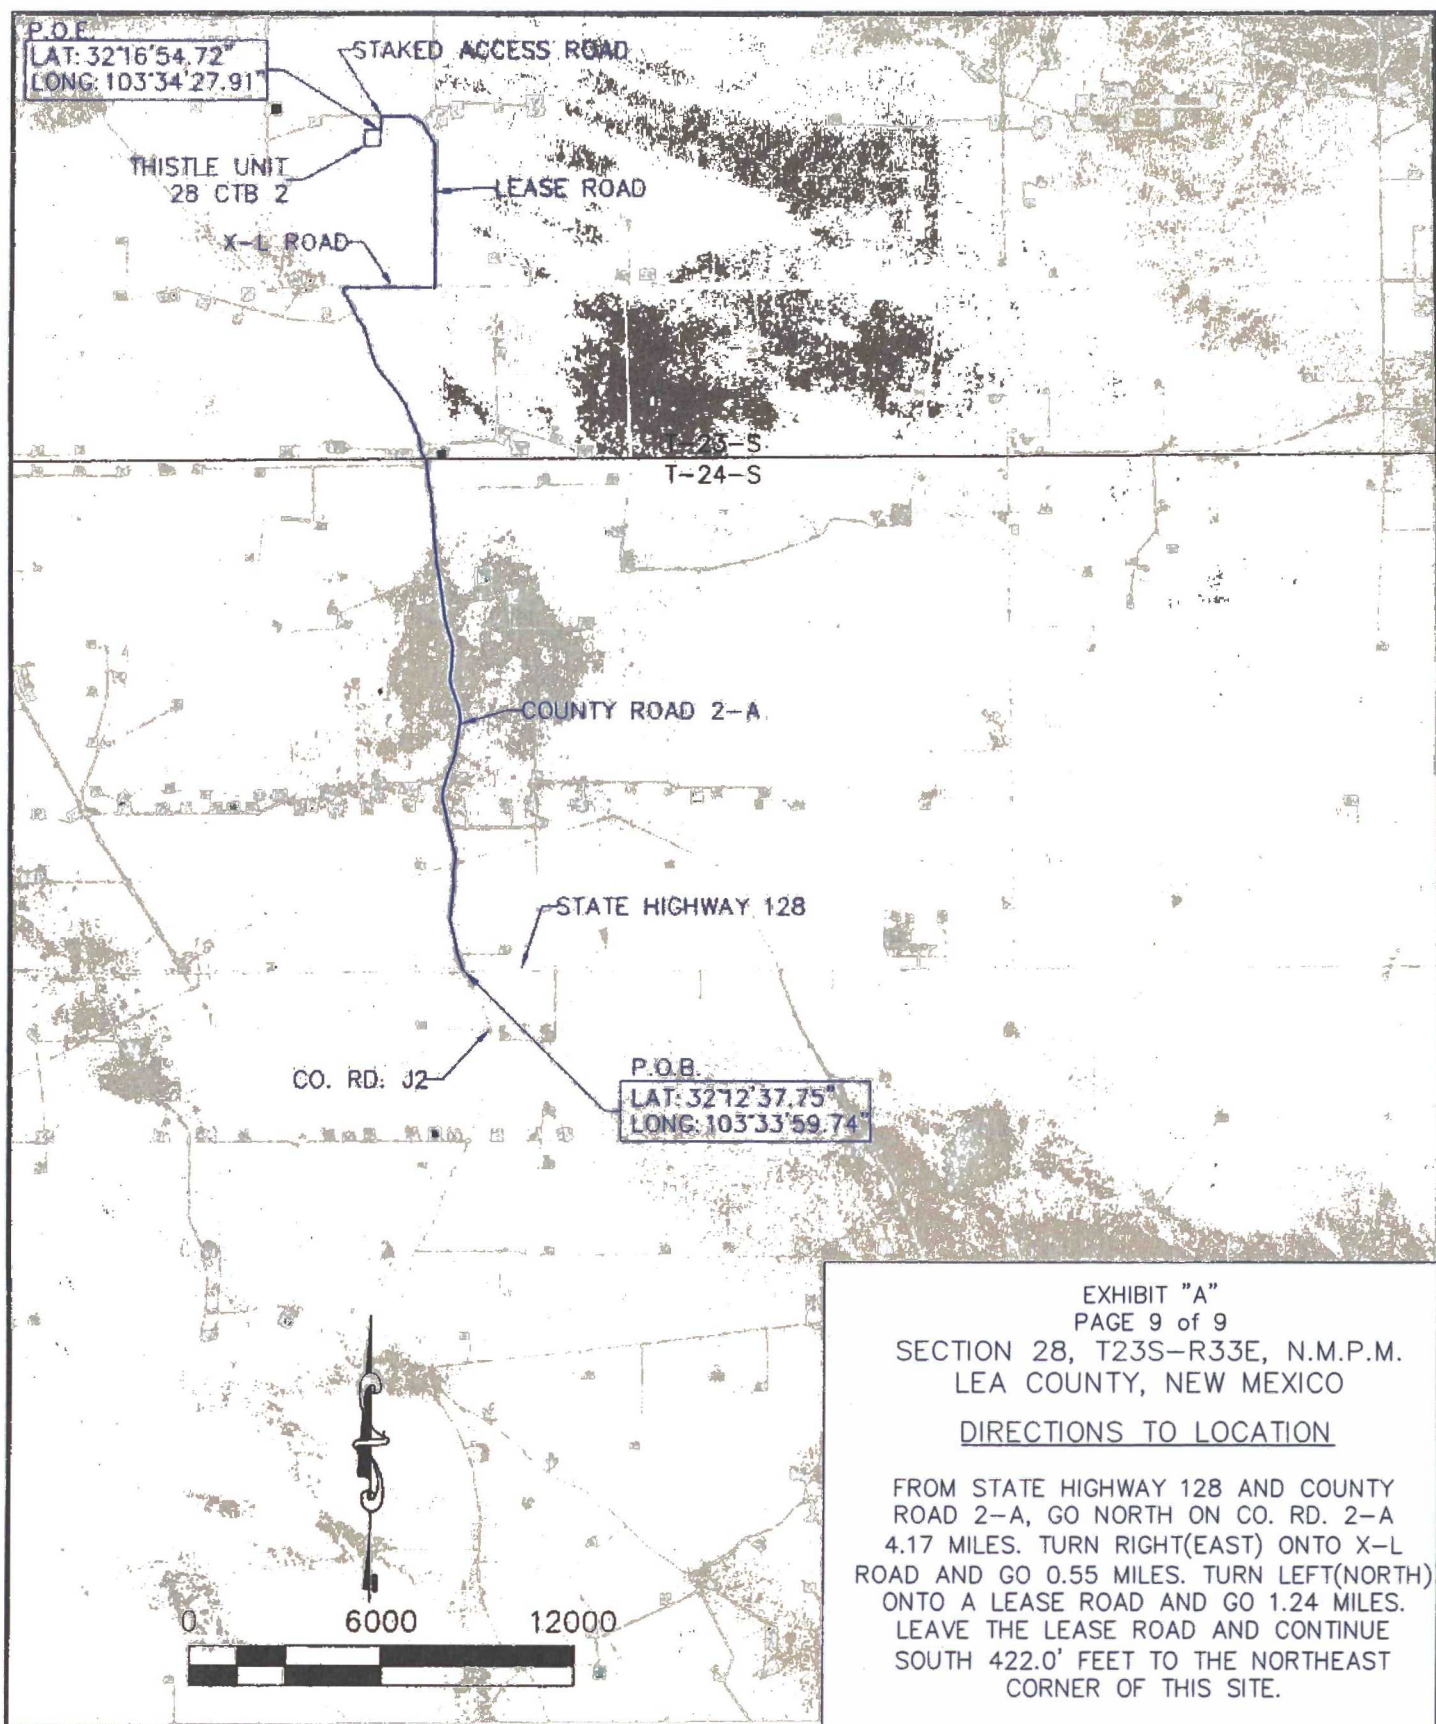 P.O.E.
LAT: 32°16'54.72"
LONG: 103°34'27.91"
STAKED ACCESS ROAD
THISTLE UNIT
28 CTB 2
LEASE ROAD
X-L ROAD
T-23-S
T-24-S
COUNTY ROAD 2-A
STATE HIGHWAY 128
CO. RD. J2
P.O.B.
LAT: 32°12'37.75"
LONG: 103°33'59.74"
EXHIBIT "A"
PAGE 9 of 9
SECTION 28, T23S-R33E, N.M.P.M.
LEA COUNTY, NEW MEXICO
DIRECTIONS TO LOCATION
FROM STATE HIGHWAY 128 AND COUNTY
ROAD 2-A, GO NORTH ON CO. RD. 2-A
4.17 MILES. TURN RIGHT(EAST) ONTO X-L
ROAD AND GO 0.55 MILES. TURN LEFT(NORTH)
ONTO A LEASE ROAD AND GO 1.24 MILES.
LEAVE THE LEASE ROAD AND CONTINUE
SOUTH 422.0' FEET TO THE NORTHEAST
CORNER OF THIS SITE.
0 6000 12000